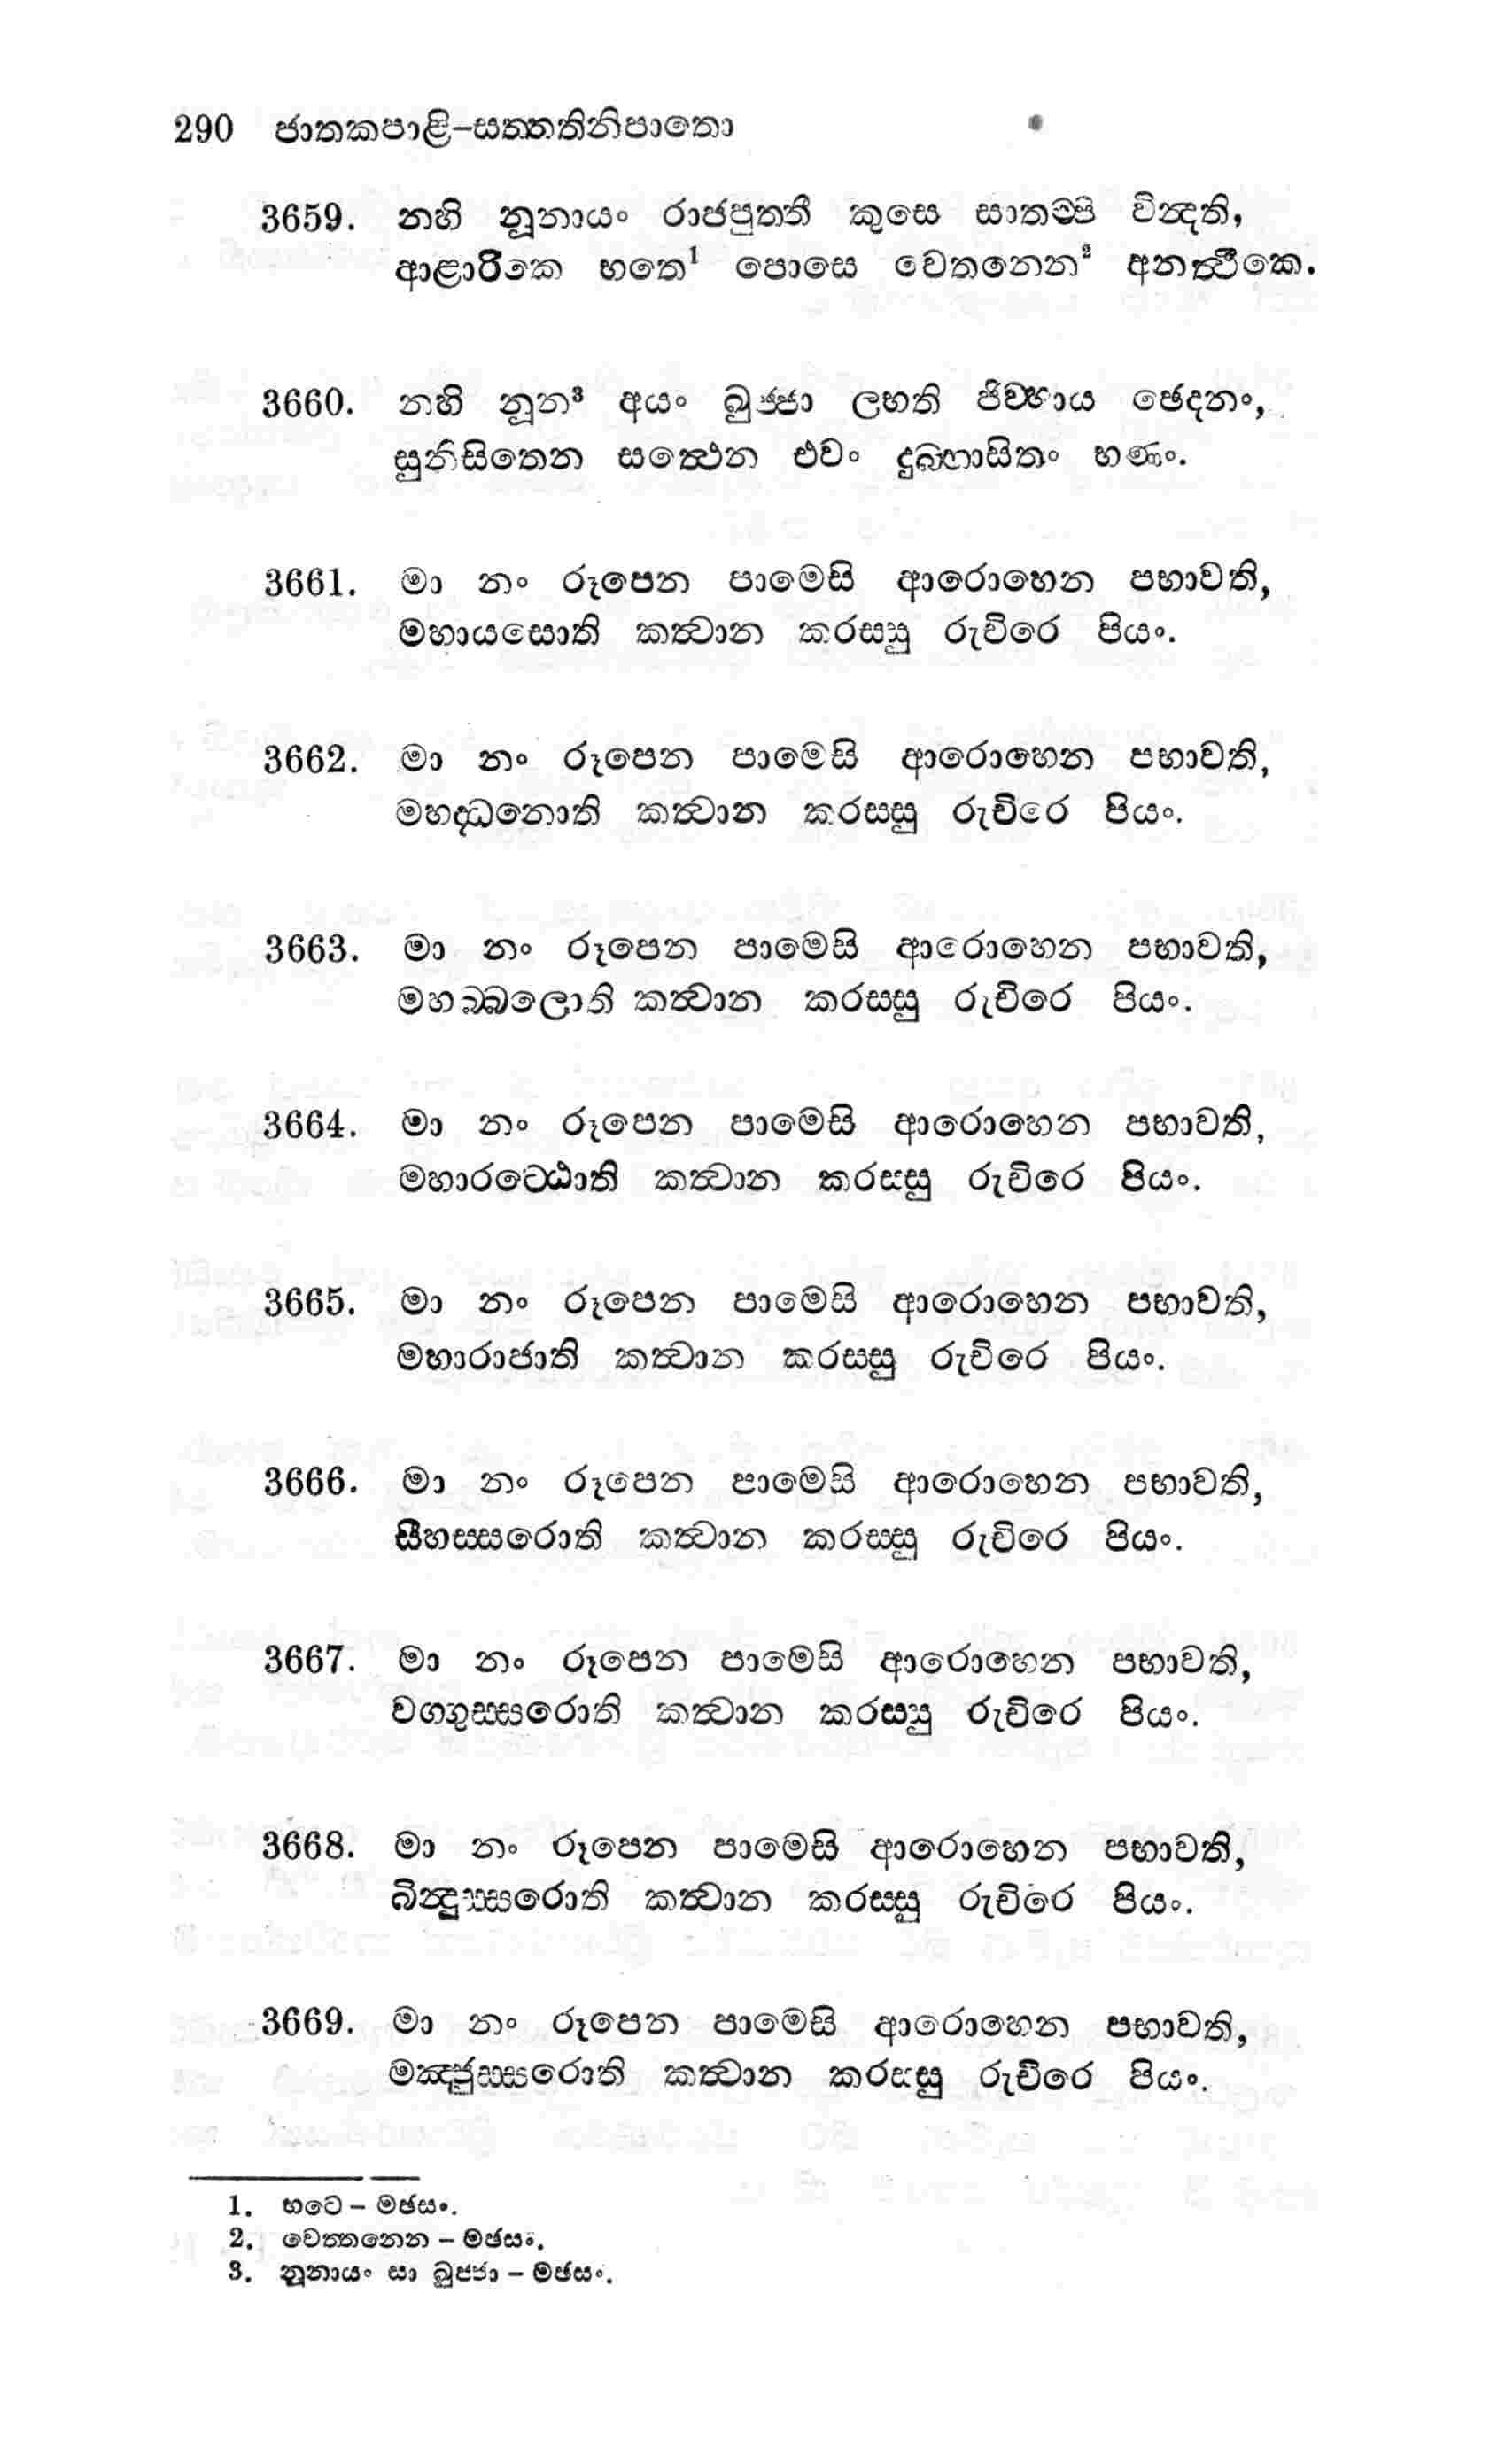 290 ජාතකපාළි-සත්තතිනිපාතො
3659. නහි නූනායං රාජපුත්තී කුසෙ සාතම්පි වින්දති,
ආළාරිකෙ භතෙ¹ පොසෙ වෙතනෙන² අනත්ථිකෙ.
3660. නහි නූන³ අයං ඛුජ්ජා ලභති ජිව්හාය ඡෙදනං,
සුනිසිතෙන සත්ථෙන එවං දුබ්භාසිතං භණං.
3661. මා නං රූපෙන පාමෙසි ආරොහෙන පභාවති,
මහායසොති කත්වාන කරස්සු රුචිරෙ පියං.
3662. මා නං රූපෙන පාමෙසි ආරොහෙන පභාවති,
මහද්ධනොති කත්වාන කරස්සු රුචිරෙ පියං.
3663. මා නං රූපෙන පාමෙසි ආරොහෙන පභාවති,
මහබ්බලොති කත්වාන කරස්සු රුචිරෙ පියං.
3664. මා නං රූපෙන පාමෙසි ආරොහෙන පභාවති,
මහාරට්ඨොති කත්වාන කරස්සු රුචිරෙ පියං.
3665. මා නං රූපෙන පාමෙසි ආරොහෙන පභාවති,
මහාරාජාති කත්වාන කරස්සු රුචිරෙ පියං.
3666. මා නං රූපෙන පාමෙසි ආරොහෙන පභාවති,
සීහස්සරොති කත්වාන කරස්සු රුචිරෙ පියං.
3667. මා නං රූපෙන පාමෙසි ආරොහෙන පභාවති,
වග්ගුස්සරොති කත්වාන කරස්සු රුචිරෙ පියං.
3668. මා නං රූපෙන පාමෙසි ආරොහෙන පභාවති,
බින්දුස්සරොති කත්වාන කරස්සු රුචිරෙ පියං.
3669. මා නං රූපෙන පාමෙසි ආරොහෙන පභාවති,
මඤ්ජුස්සරොති කත්වාන කරස්සු රුචිරෙ පියං.
1. භටෙ – මඡසං.
2. වෙත්තනෙන – මඡසං.
3. නූනායං සා ඛුජ්ජා – මඡසං.